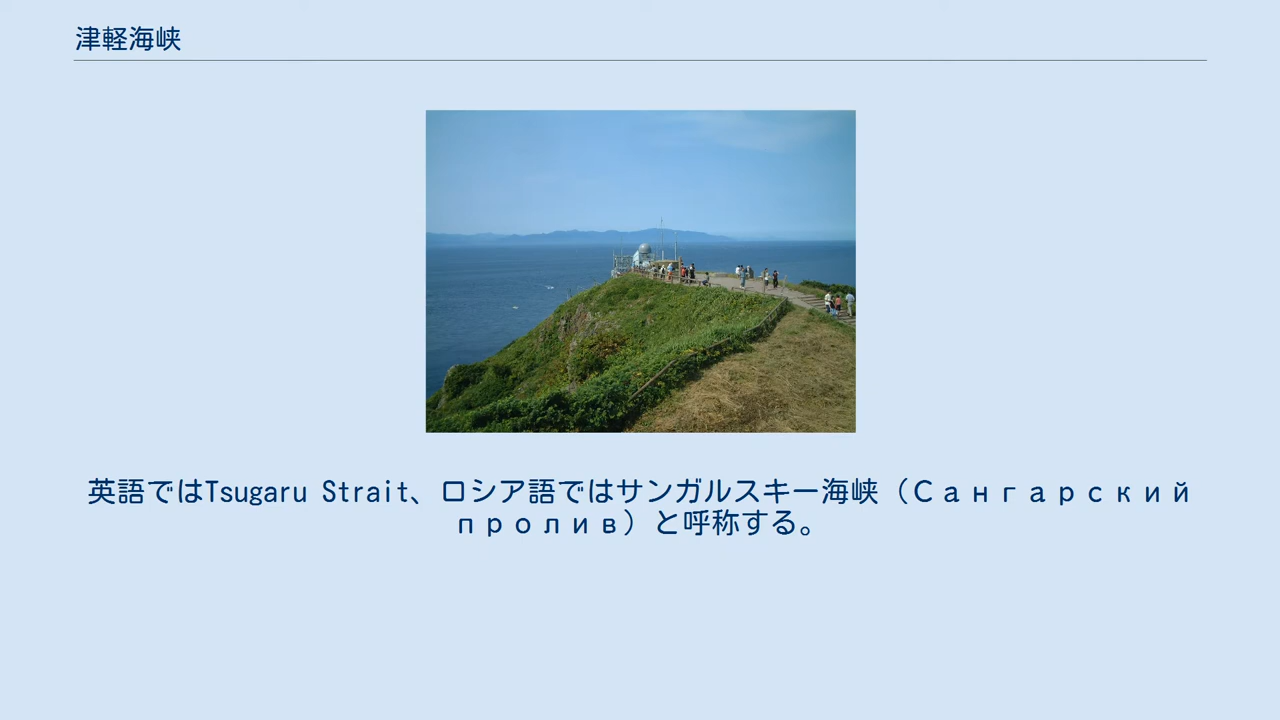 津軽海峡
英語ではTsugaru Strait、ロシア語ではサンガルスキー海峡（Сангарский
пролив）と呼称する。